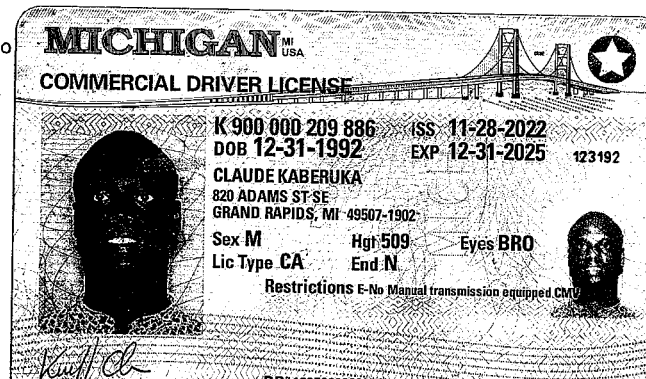 MICHIGAN MI USA
COMMERCIAL DRIVER LICENSE
K 900 000 209 886 ISS 11-28-2022
DOB 12-31-1992 EXP 12-31-2025 123192
CLAUDE KABERUKA
820 ADAMS ST SE
GRAND RAPIDS, MI 49507-1902
Sex M Hgt 509 Eyes BRO
Lic Type CA End N
Restrictions E-No Manual transmission equipped CMV